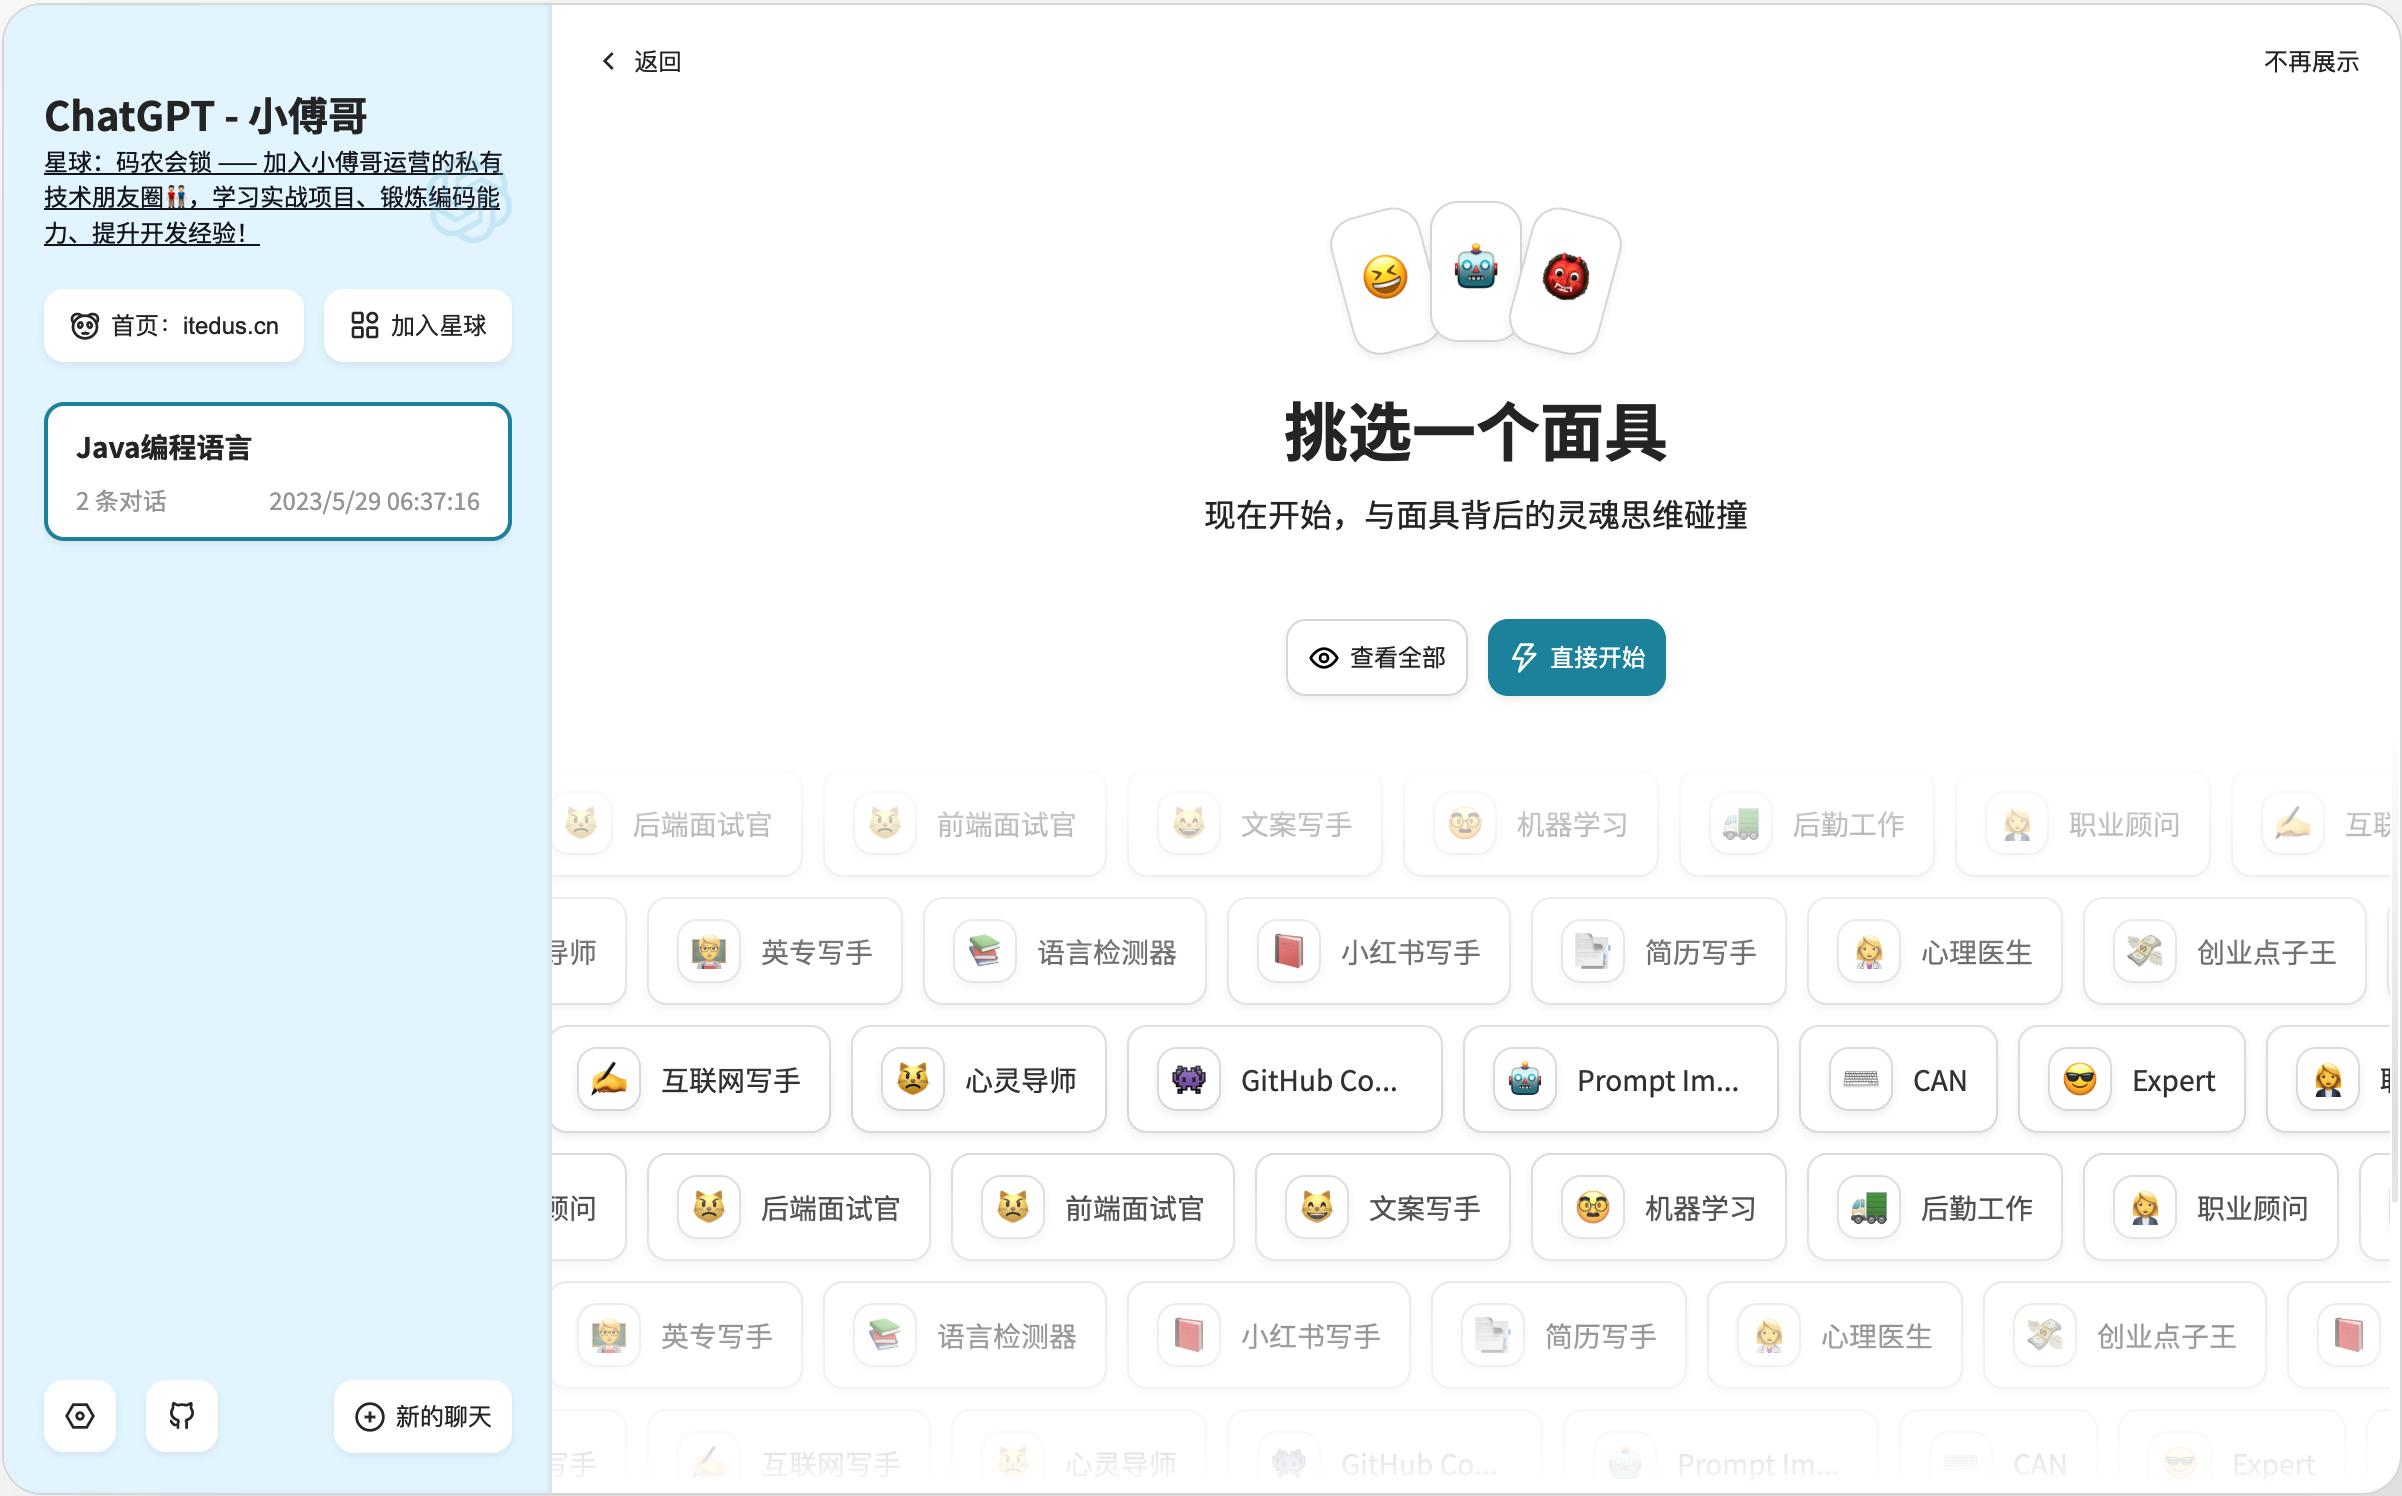 返回
不再展示
ChatGPT - 小傅哥
星球：码农会锁 —— 加入小傅哥运营的私有
技术朋友圈👬，学习实战项目、锻炼编码能
力、提升开发经验！
首页：itedus.cn
加入星球
Java编程语言
2 条对话
2023/5/29 06:37:16
挑选一个面具
现在开始，与面具背后的灵魂思维碰撞
查看全部
直接开始
后端面试官
前端面试官
文案写手
机器学习
后勤工作
职业顾问
互联
导师
英专写手
语言检测器
小红书写手
简历写手
心理医生
创业点子王
互联网写手
心灵导师
GitHub Co...
Prompt Im...
CAN
Expert
顾问
后端面试官
前端面试官
文案写手
机器学习
后勤工作
职业顾问
英专写手
语言检测器
小红书写手
简历写手
心理医生
创业点子王
写手
互联网写手
心灵导师
GitHub Co...
Prompt Im...
CAN
Expert
新的聊天